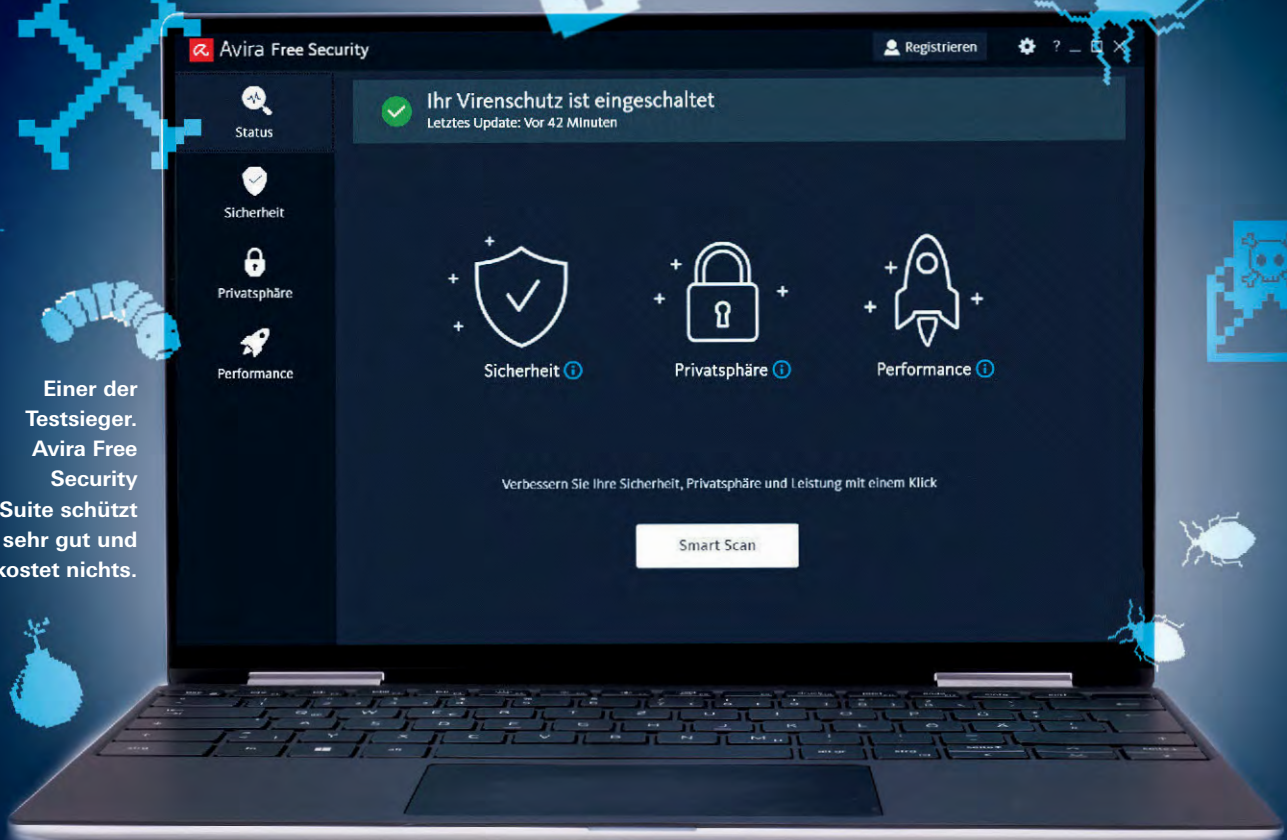 Avira Free Security
Registrieren
?
Ihr Virenschutz ist eingeschaltet
Letztes Update: Vor 42 Minuten
Status
Sicherheit
Privatsphäre
Performance
Sicherheit
Privatsphäre
Performance
Verbessern Sie Ihre Sicherheit, Privatsphäre und Leistung mit einem Klick
Smart Scan
Einer der
Testsieger.
Avira Free
Security
Suite schützt
sehr gut und
kostet nichts.